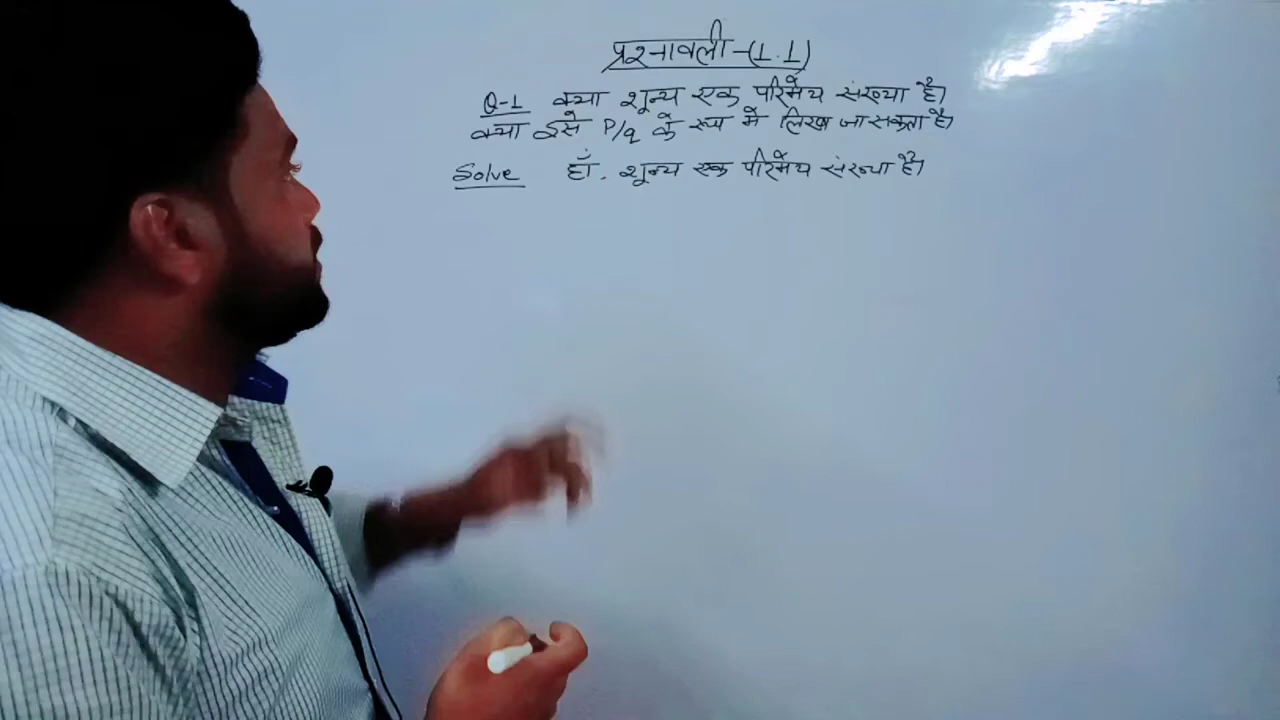 प्रश्नावली-(1.1)
Q-1 क्या शून्य एक परिमेय संख्या है।
क्या इसे P/q के रूप में लिखा जा सकता है।
Solve हाँ. शून्य एक परिमेय संख्या है।